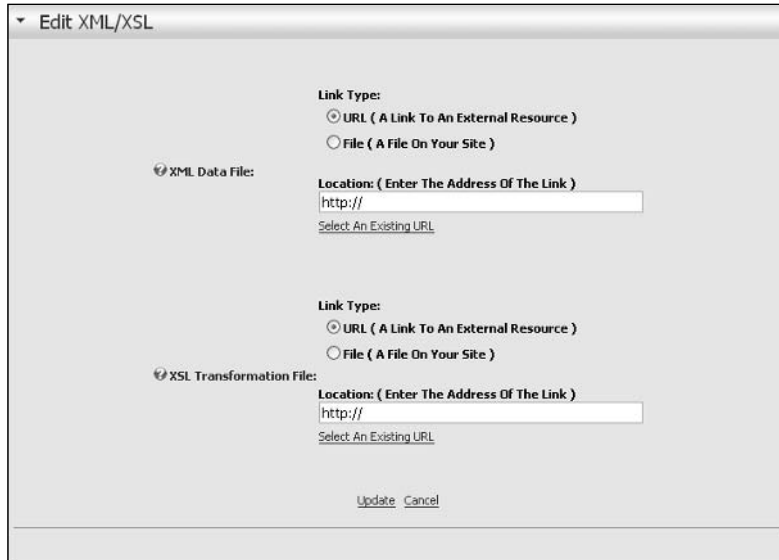 Edit XML/XSL
Link Type:
URL ( A Link To An External Resource )
File ( A File On Your Site )
XML Data File:
Location: ( Enter The Address Of The Link )
http://
Select An Existing URL
Link Type:
URL ( A Link To An External Resource )
File ( A File On Your Site )
XSL Transformation File:
Location: ( Enter The Address Of The Link )
http://
Select An Existing URL
Update Cancel